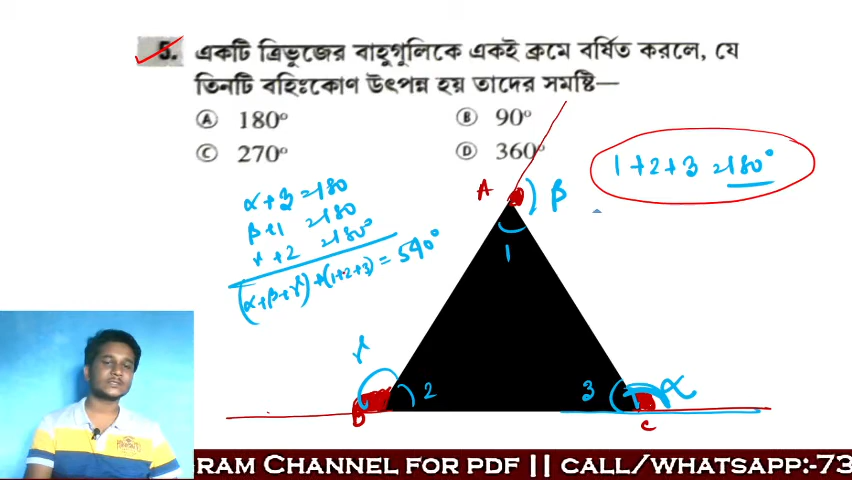 5. একটি ত্রিভুজের বাহুগুলিকে একই ক্রমে বর্ধিত করলে, যে
তিনটি বহিঃকোণ উৎপন্ন হয় তাদের সমষ্টি—
Ⓐ 180° Ⓑ 90°
Ⓒ 270° Ⓓ 360°
1+2+3 = 180°
α+3 = 180
β+1 = 180
γ+2 = 180°
(α+β+γ)+(1+2+3) = 540°
A β
1
γ
2 3 α
B C
GRAM CHANNEL FOR PDF || CALL/WHATSAPP:-73